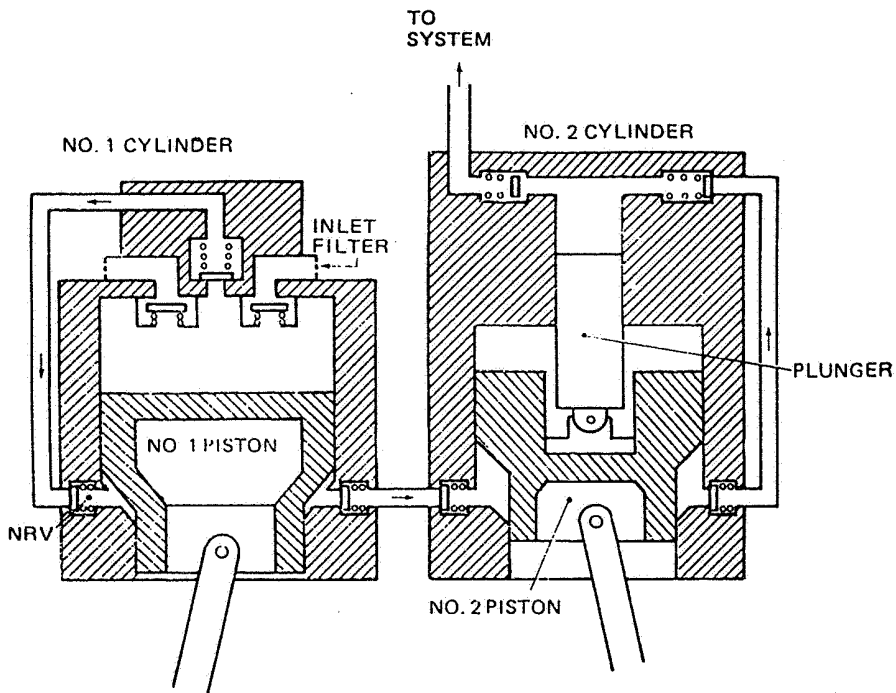 TO
SYSTEM
NO. 1 CYLINDER
NO. 2 CYLINDER
INLET
FILTER
PLUNGER
NO. 1 PISTON
NRV
NO. 2 PISTON